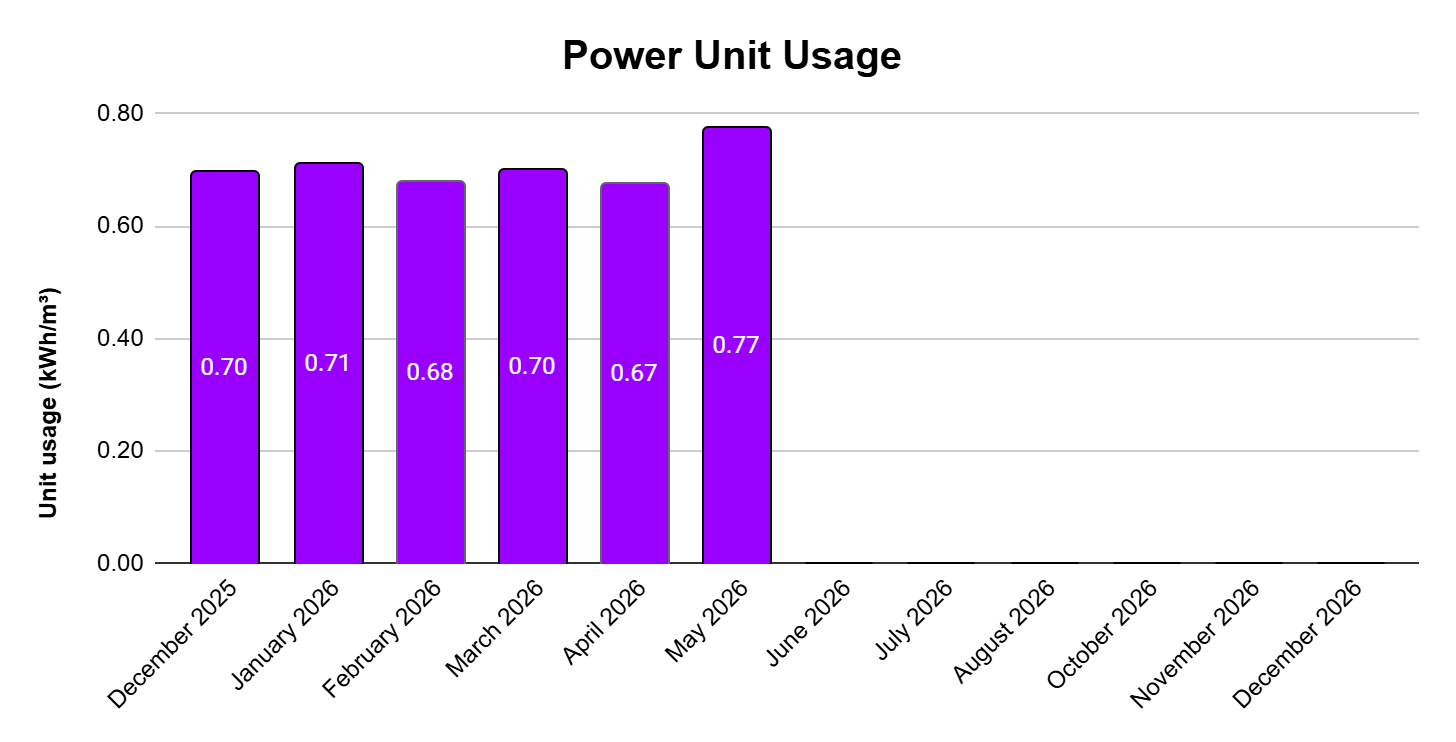 Power Unit Usage
Unit usage (kWh/m³)
0.80
0.60
0.40
0.20
0.00
0.70
0.71
0.68
0.70
0.67
0.77
December 2025
January 2026
February 2026
March 2026
April 2026
May 2026
June 2026
July 2026
August 2026
October 2026
November 2026
December 2026